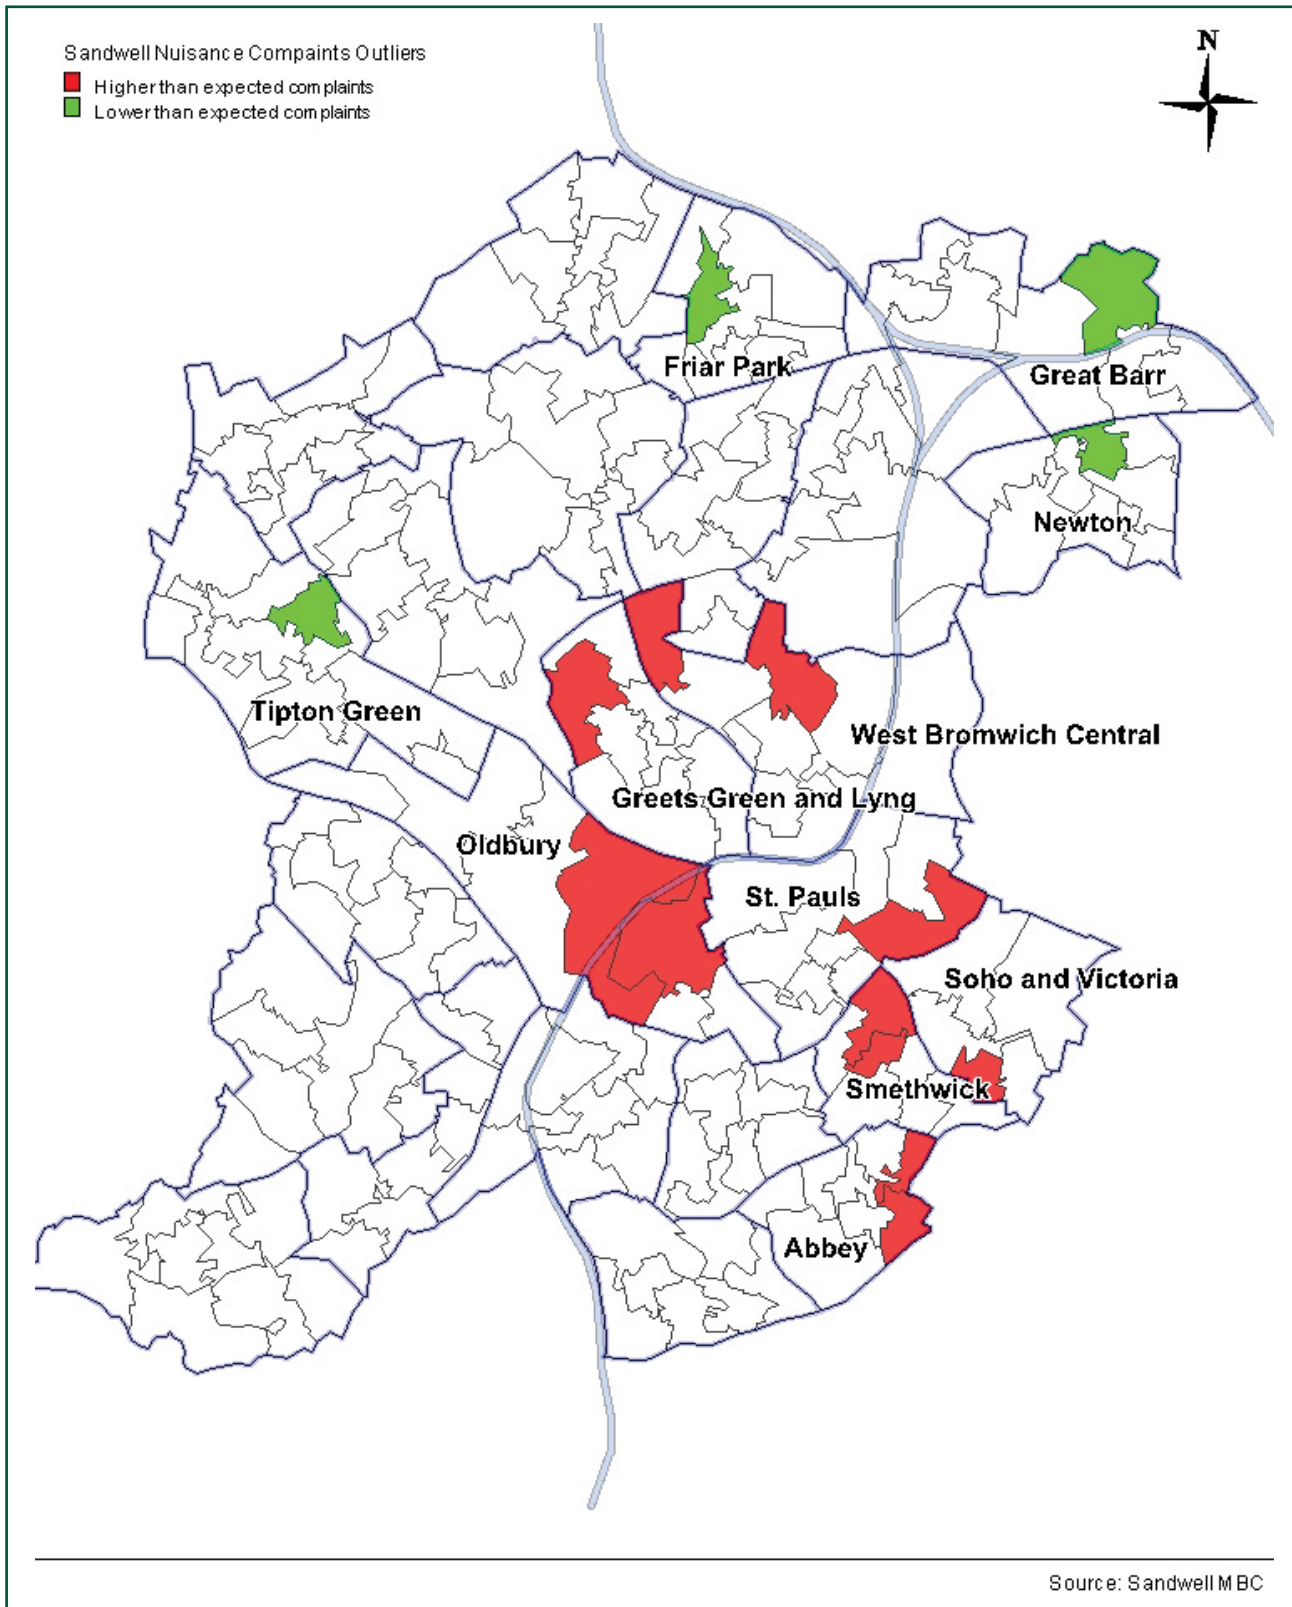 Sandwell Nuisance Compaints Outliers
Higher than expected complaints
Lower than expected complaints
N
Friar Park
Great Barr
Newton
Tipton Green
West Bromwich Central
Greets Green and Lyng
Oldbury
St. Pauls
Soho and Victoria
Smethwick
Abbey
Source: Sandwell MBC